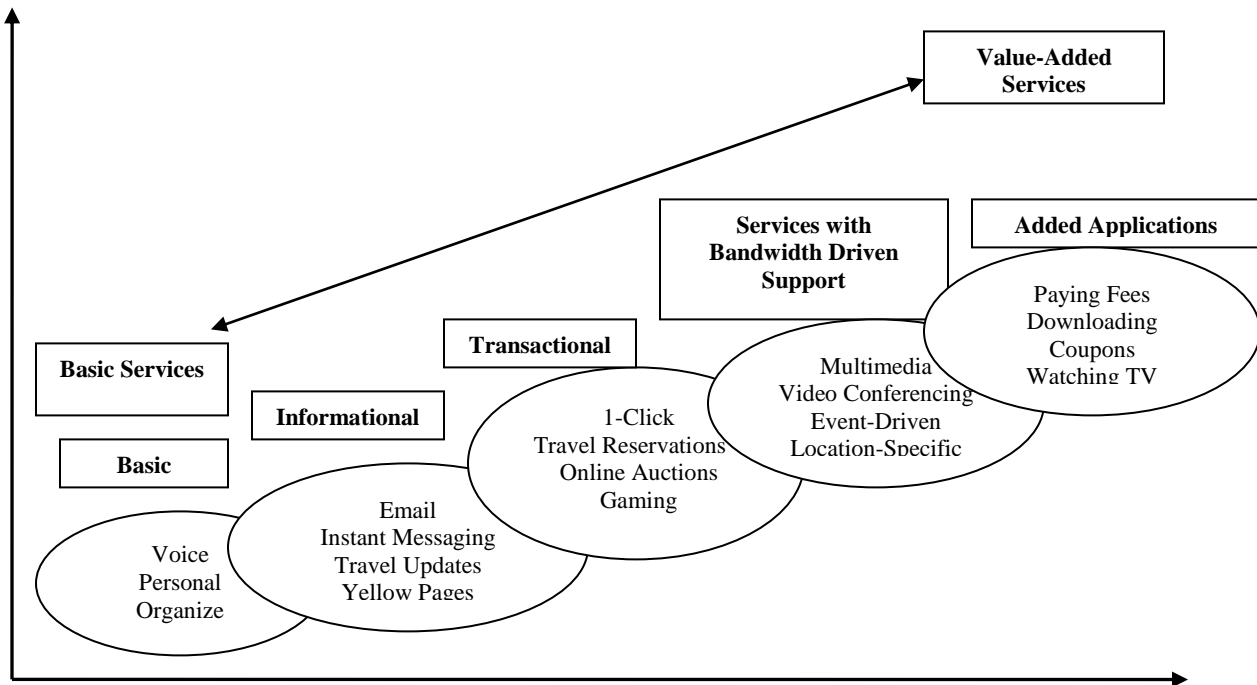 Value-Added
Services
Services with
Bandwidth Driven
Support
Added Applications
Paying Fees
Downloading
Coupons
Watching TV
Transactional
Basic Services
Multimedia
Video Conferencing
Event-Driven
Location-Specific
Informational
1-Click
Travel Reservations
Online Auctions
Gaming
Basic
Email
Instant Messaging
Travel Updates
Yellow Pages
Voice
Personal
Organize